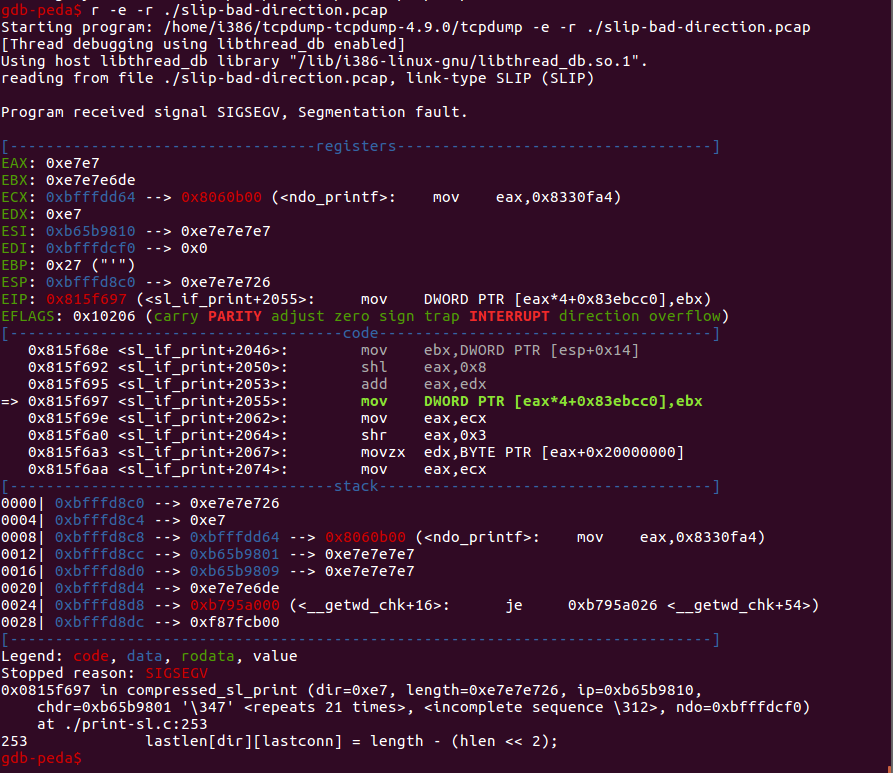 gdb-peda$ r -e -r ./slip-bad-direction.pcap
Starting program: /home/i386/tcpdump-tcpdump-4.9.0/tcpdump -e -r ./slip-bad-direction.pcap
[Thread debugging using libthread_db enabled]
Using host libthread_db library "/lib/i386-linux-gnu/libthread_db.so.1".
reading from file ./slip-bad-direction.pcap, link-type SLIP (SLIP)

Program received signal SIGSEGV, Segmentation fault.

[----------------------------------registers-----------------------------------]
EAX: 0xe7e7
EBX: 0xe7e7e6de
ECX: 0xbfffdd64 --> 0x8060b00 (<ndo_printf>:    mov    eax,0x8330fa4)
EDX: 0xe7
ESI: 0xb65b9810 --> 0xe7e7e7e7
EDI: 0xbfffdcf0 --> 0x0
EBP: 0x27 ("'")
ESP: 0xbfffd8c0 --> 0xe7e7e726
EIP: 0x815f697 (<sl_if_print+2055>:     mov    DWORD PTR [eax*4+0x83ebcc0],ebx)
EFLAGS: 0x10206 (carry PARITY adjust zero sign trap INTERRUPT direction overflow)
[-------------------------------------code-------------------------------------]
   0x815f68e <sl_if_print+2046>:        mov    ebx,DWORD PTR [esp+0x14]
   0x815f692 <sl_if_print+2050>:        shl    eax,0x8
   0x815f695 <sl_if_print+2053>:        add    eax,edx
=> 0x815f697 <sl_if_print+2055>:        mov    DWORD PTR [eax*4+0x83ebcc0],ebx
   0x815f69e <sl_if_print+2062>:        mov    eax,ecx
   0x815f6a0 <sl_if_print+2064>:        shr    eax,0x3
   0x815f6a3 <sl_if_print+2067>:        movzx  edx,BYTE PTR [eax+0x20000000]
   0x815f6aa <sl_if_print+2074>:        mov    eax,ecx
[------------------------------------stack-------------------------------------]
0000| 0xbfffd8c0 --> 0xe7e7e726
0004| 0xbfffd8c4 --> 0xe7
0008| 0xbfffd8c8 --> 0xbfffdd64 --> 0x8060b00 (<ndo_printf>:    mov    eax,0x8330fa4)
0012| 0xbfffd8cc --> 0xb65b9801 --> 0xe7e7e7e7
0016| 0xbfffd8d0 --> 0xb65b9809 --> 0xe7e7e7e7
0020| 0xbfffd8d4 --> 0xe7e7e6de
0024| 0xbfffd8d8 --> 0xb795a000 (<__getwd_chk+16>:      je     0xb795a026 <__getwd_chk+54>)
0028| 0xbfffd8dc --> 0xf87fcb00
[------------------------------------------------------------------------------]
Legend: code, data, rodata, value
Stopped reason: SIGSEGV
0x0815f697 in compressed_sl_print (dir=0xe7, length=0xe7e7e726, ip=0xb65b9810,
    chdr=0xb65b9801 '\347' <repeats 21 times>, <incomplete sequence \312>, ndo=0xbfffdcf0)
    at ./print-sl.c:253
253             lastlen[dir][lastconn] = length - (hlen << 2);
gdb-peda$